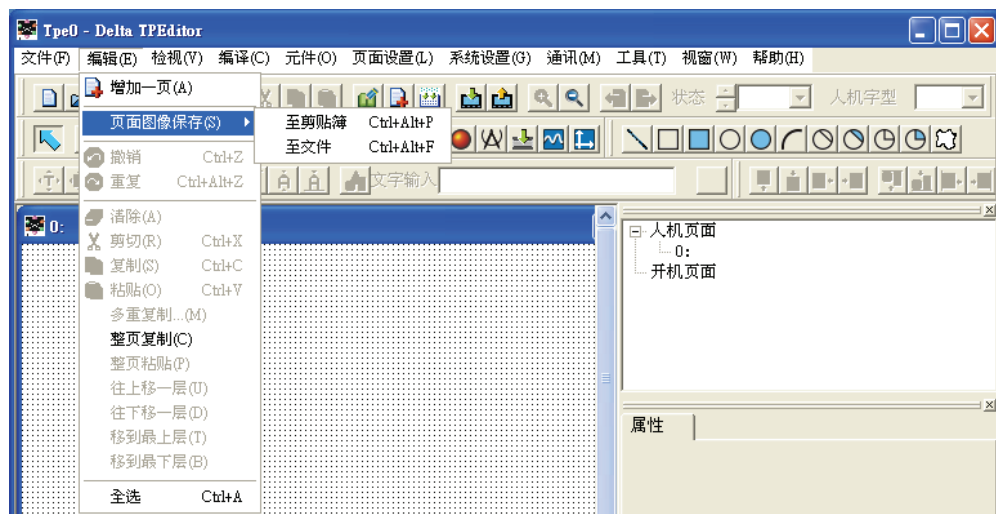 Tpe0 - Delta TPEditor
文件(F) 编辑(E) 检视(V) 编译(C) 元件(O) 页面设置(L) 系统设置(G) 通讯(M) 工具(T) 视窗(W) 帮助(H)
增加一页(A)
状态 人机字型
页面图像保存(S)
至剪贴簿 Ctrl+Alt+P
至文件 Ctrl+Alt+F
撤销 Ctrl+Z
重复 Ctrl+Alt+Z
文字输入
清除(A)
剪切(R) Ctrl+X
复制(S) Ctrl+C
粘贴(O) Ctrl+V
多重复制...(M)
整页复制(C)
整页粘贴(P)
往上移一层(U)
往下移一层(D)
移到最上层(T)
移到最下层(B)
全选 Ctrl+A
0:
人机页面
0:
开机页面
属性